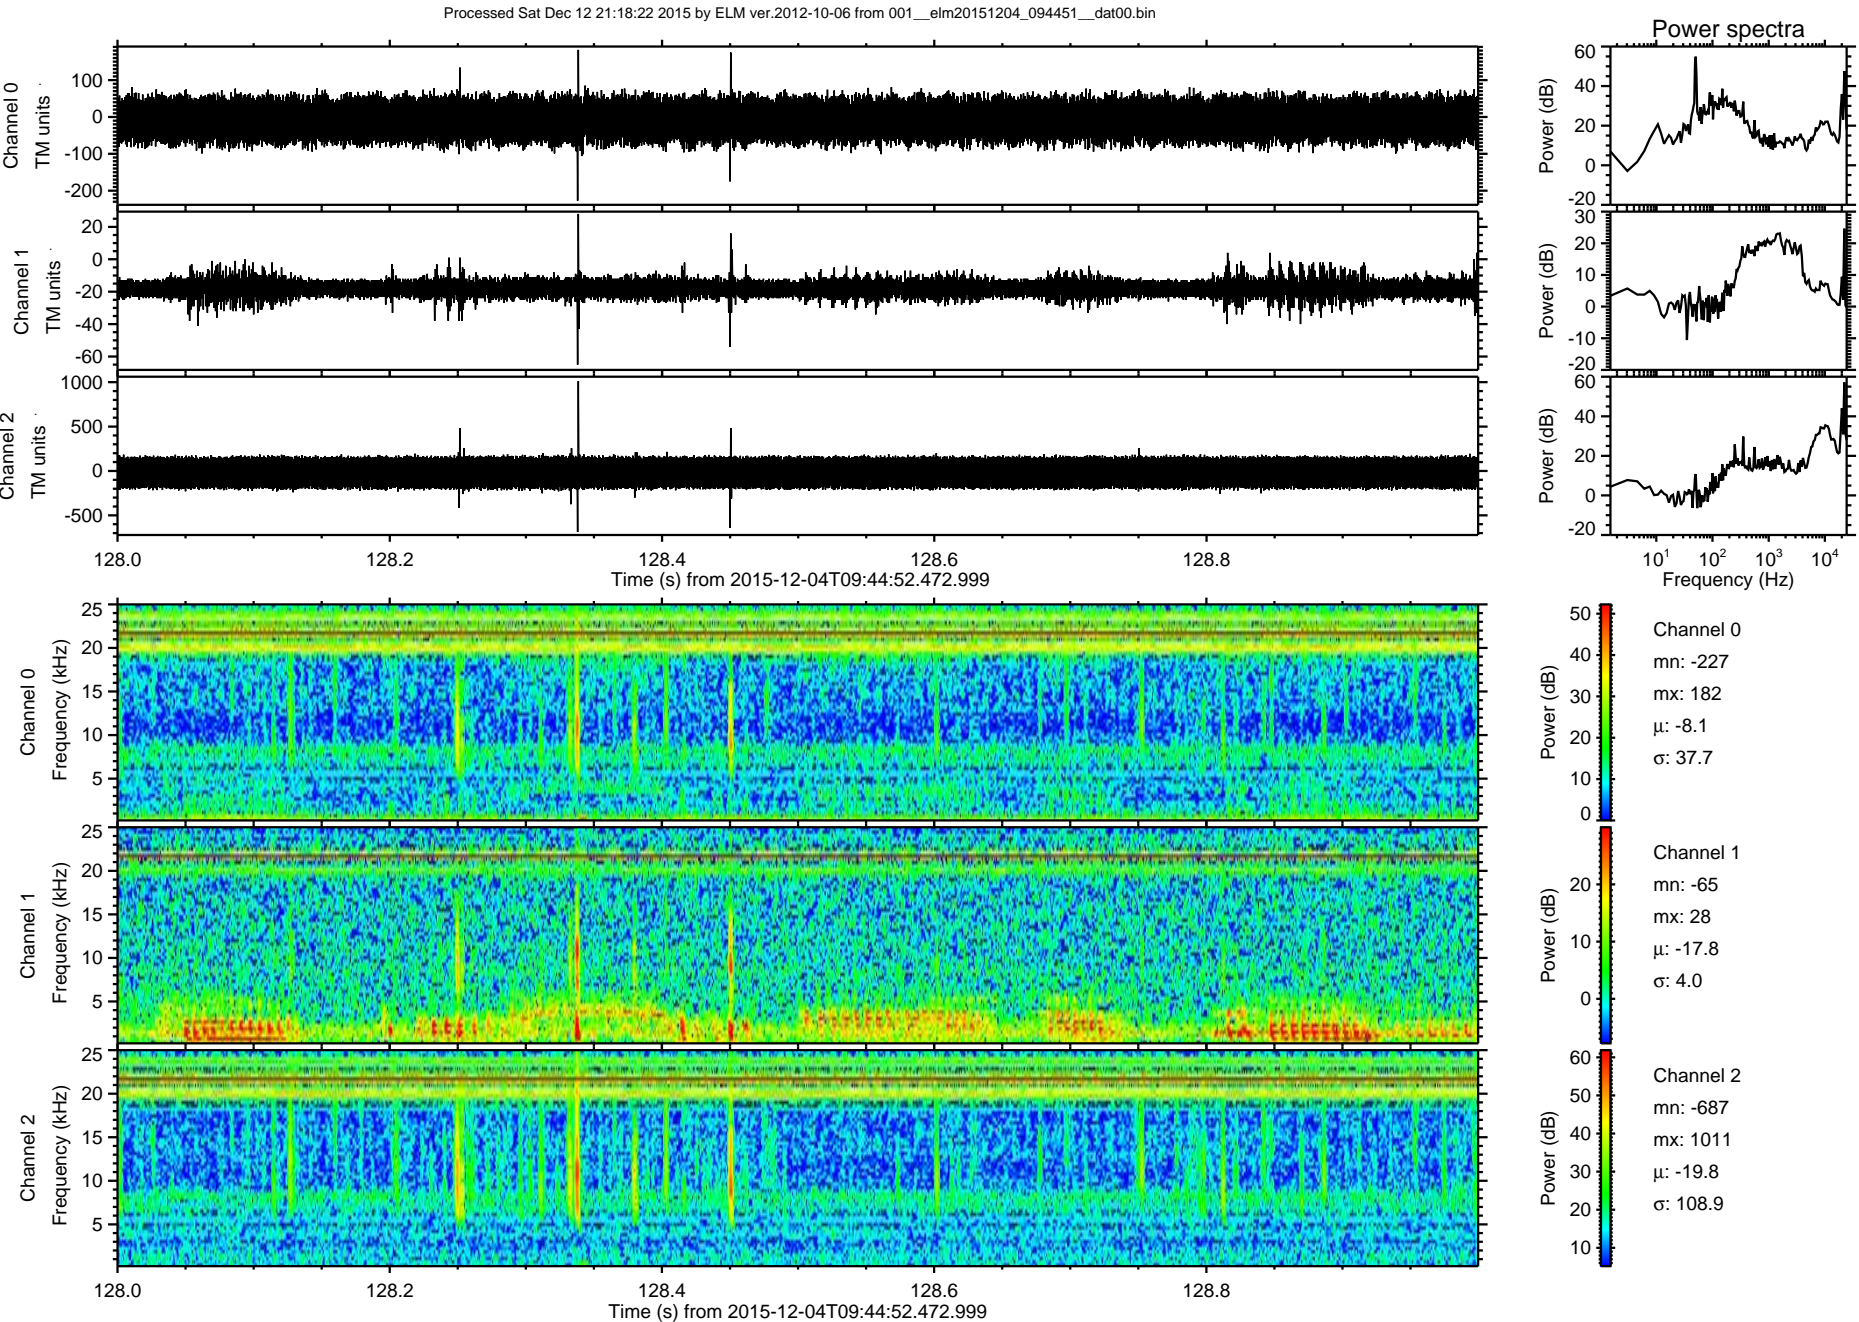 Processed Sat Dec 12 21:18:22 2015 by ELM ver.2012-10-06 from 001__elm20151204_094451__dat00.bin
Power spectra
Channel 0
TM units
100
0
-100
-200
Power (dB)
60
40
20
0
-20
Channel 1
TM units
20
0
-20
-40
-60
Power (dB)
30
20
10
0
-10
-20
Channel 2
TM units
1000
500
0
-500
Power (dB)
60
40
20
0
-20
128.0 128.2 128.4 128.6 128.8
Time (s) from 2015-12-04T09:44:52.472.999
10¹ 10² 10³ 10⁴
Frequency (Hz)
Channel 0
Frequency (kHz)
25
20
15
10
5
Power (dB)
50
40
30
20
10
0
Channel 0
mn: -227
mx: 182
μ: -8.1
σ: 37.7
Channel 1
Frequency (kHz)
25
20
15
10
5
Power (dB)
20
10
0
Channel 1
mn: -65
mx: 28
μ: -17.8
σ: 4.0
Channel 2
Frequency (kHz)
25
20
15
10
5
Power (dB)
60
50
40
30
20
10
Channel 2
mn: -687
mx: 1011
μ: -19.8
σ: 108.9
128.0 128.2 128.4 128.6 128.8
Time (s) from 2015-12-04T09:44:52.472.999